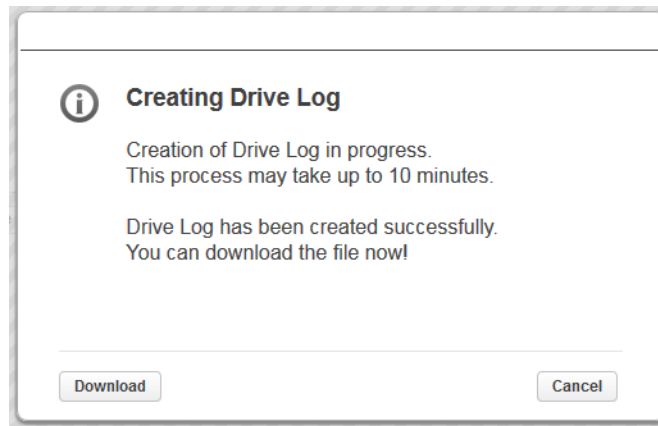 Creating Drive Log
Creation of Drive Log in progress.
This process may take up to 10 minutes.
Drive Log has been created successfully.
You can download the file now!
Download
Cancel